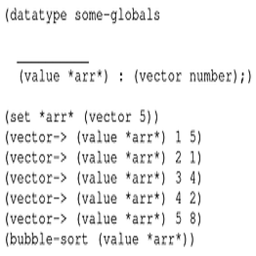 (datatype some-globals
__________
(value *arr*) : (vector number);)
(set *arr* (vector 5))
(vector-> (value *arr*) 1 5)
(vector-> (value *arr*) 2 1)
(vector-> (value *arr*) 3 4)
(vector-> (value *arr*) 4 2)
(vector-> (value *arr*) 5 8)
(bubble-sort (value *arr*))